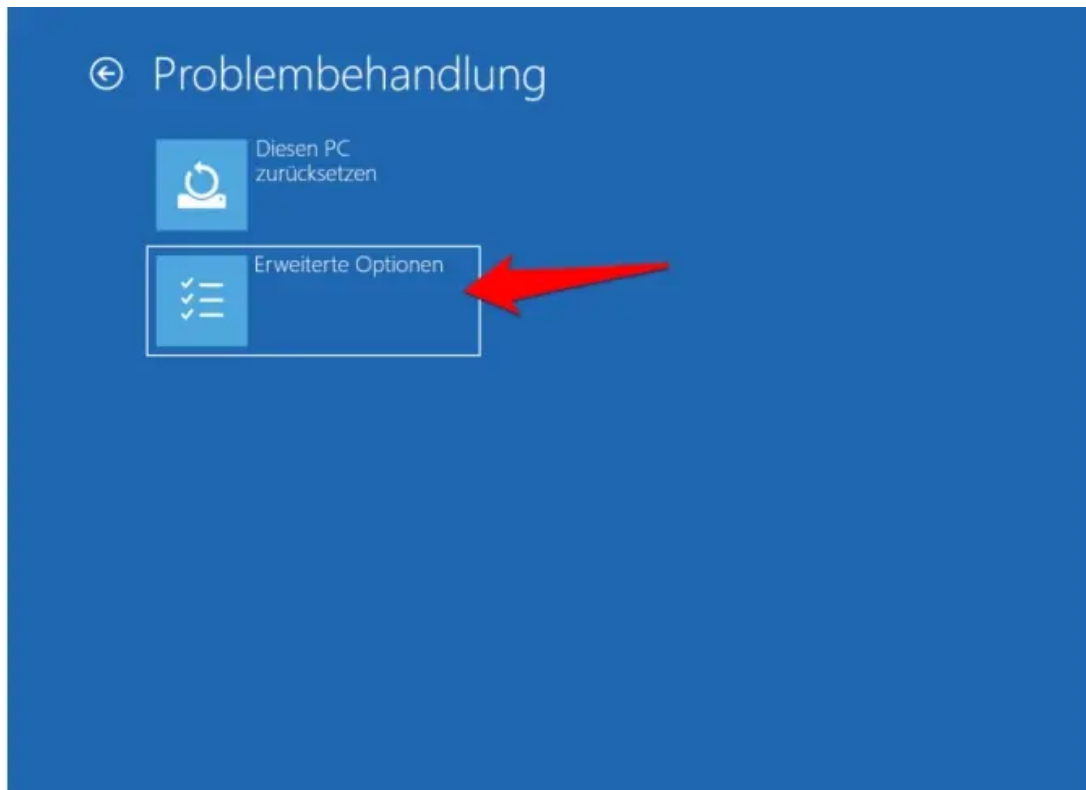 Problembehandlung
Diesen PC
zurücksetzen
Erweiterte Optionen